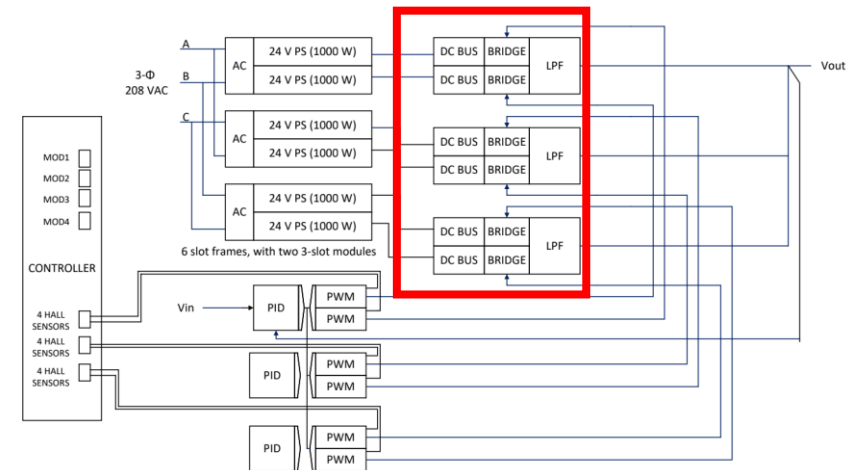 A
3-Φ
208 VAC
B
C
AC
24 V PS (1000 W)
24 V PS (1000 W)
AC
24 V PS (1000 W)
24 V PS (1000 W)
AC
24 V PS (1000 W)
24 V PS (1000 W)
6 slot frames, with two 3-slot modules
DC BUS
BRIDGE
DC BUS
BRIDGE
LPF
DC BUS
BRIDGE
DC BUS
BRIDGE
LPF
DC BUS
BRIDGE
DC BUS
BRIDGE
LPF
Vout
MOD1
MOD2
MOD3
MOD4
CONTROLLER
4 HALL
SENSORS
4 HALL
SENSORS
4 HALL
SENSORS
Vin
PID
PWM
PWM
PID
PWM
PWM
PID
PWM
PWM